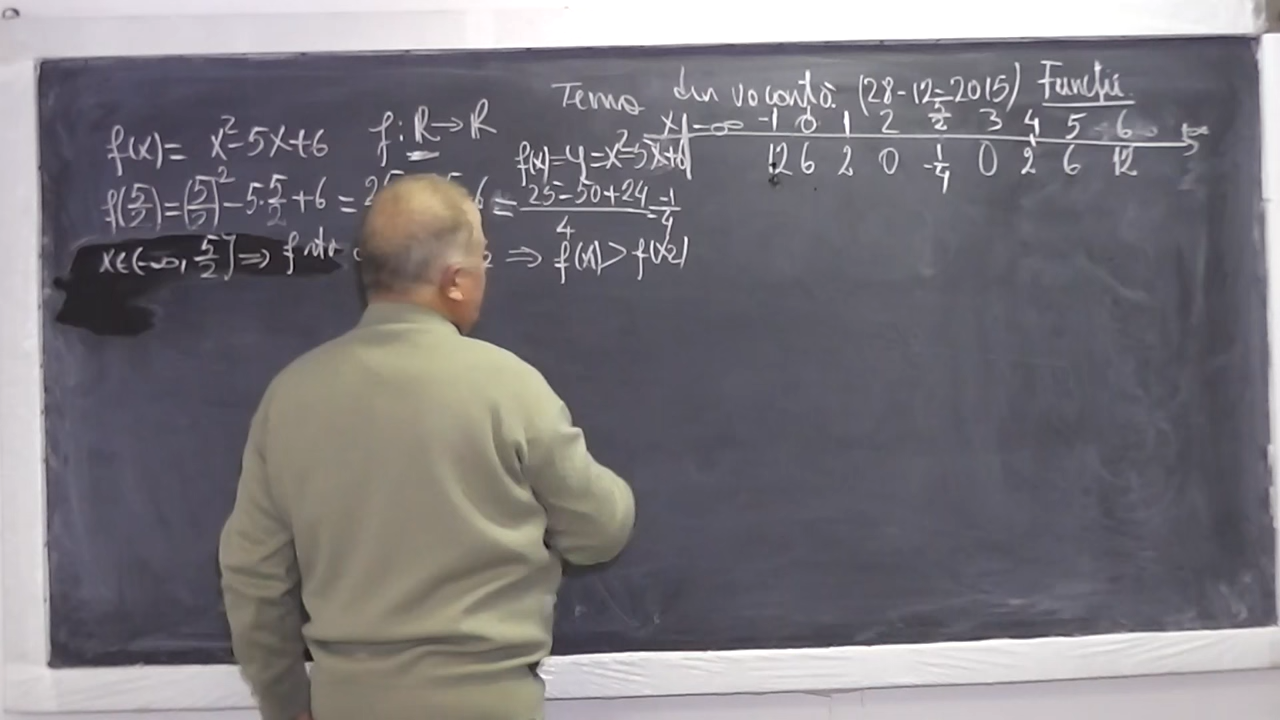 Tema din vacanță (28-12-2015) Funcții
f(x) = x²-5x+6 f: R→R
f(x)=y=x²-5x+6
x -∞ -1 0 1 2 5/2 3 4 5 6 ∞
12 6 2 0 -1/4 0 2 6 12
f(5/2)=(5/2)²-5·5/2+6 = = (25-50+24)/4 = -1/4
x∈(-∞, 5/2] ⇒ f ⇒ f(x1)>f(x2)